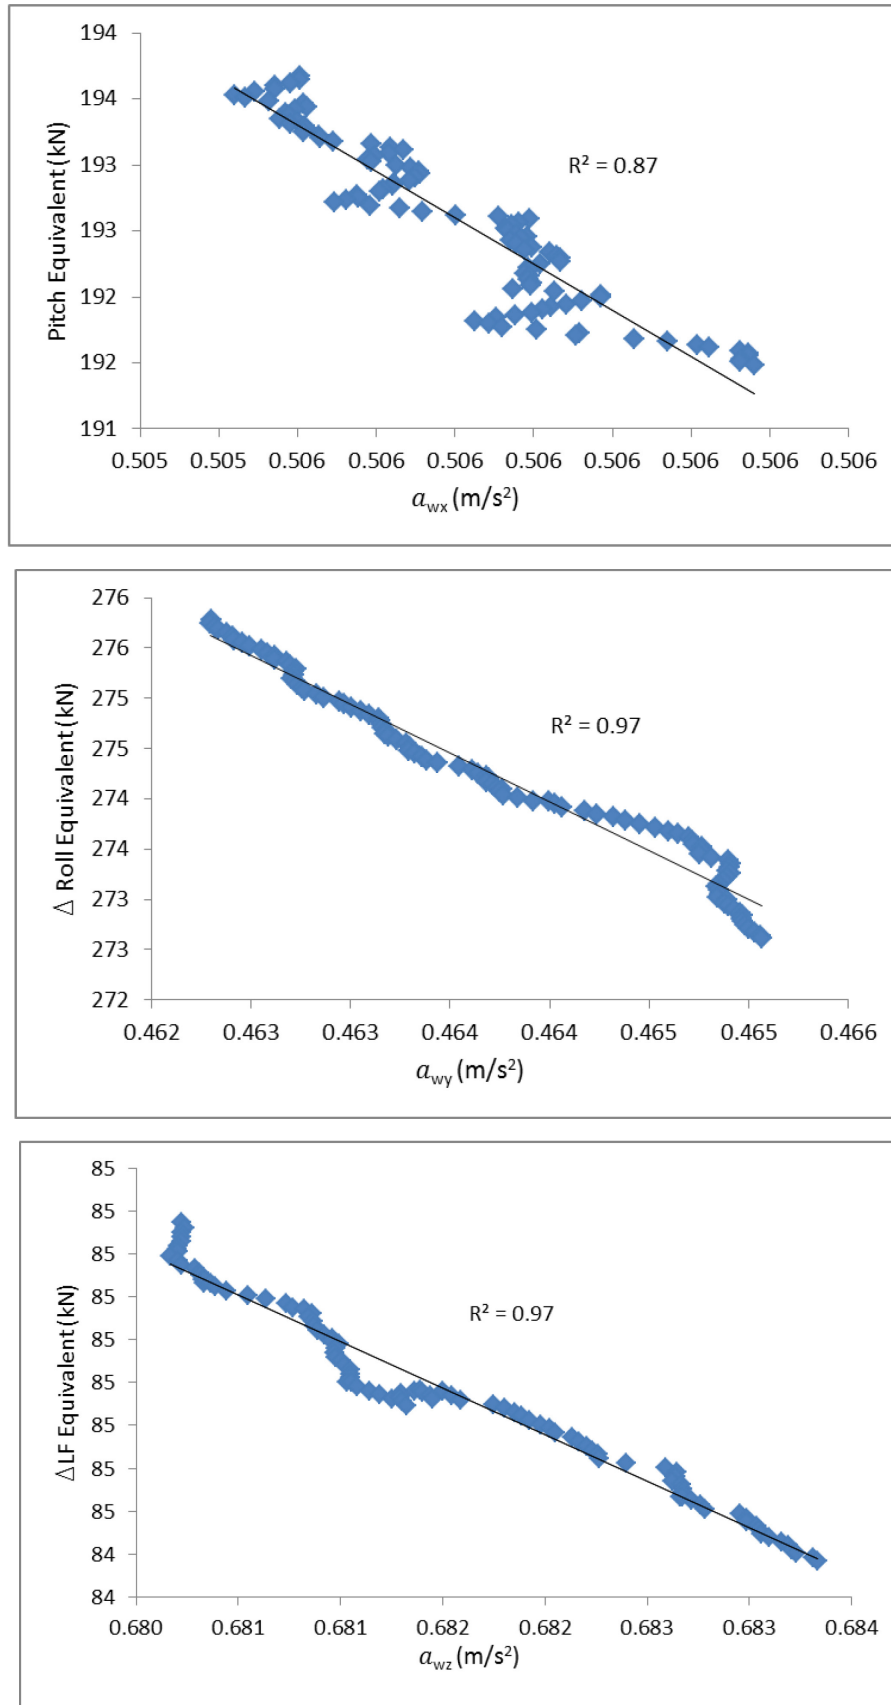 194
194
193
193
192
192
191
Pitch Equivalent (kN)
R² = 0.87
0.505 0.505 0.506 0.506 0.506 0.506 0.506 0.506 0.506 0.506
awx (m/s²)
276
276
275
275
274
274
273
273
272
△ Roll Equivalent (kN)
R² = 0.97
0.462 0.463 0.463 0.464 0.464 0.465 0.465 0.466
awy (m/s²)
85
85
85
85
85
85
85
85
85
84
84
△LF Equivalent (kN)
R² = 0.97
0.680 0.681 0.681 0.682 0.682 0.683 0.683 0.684
awz (m/s²)